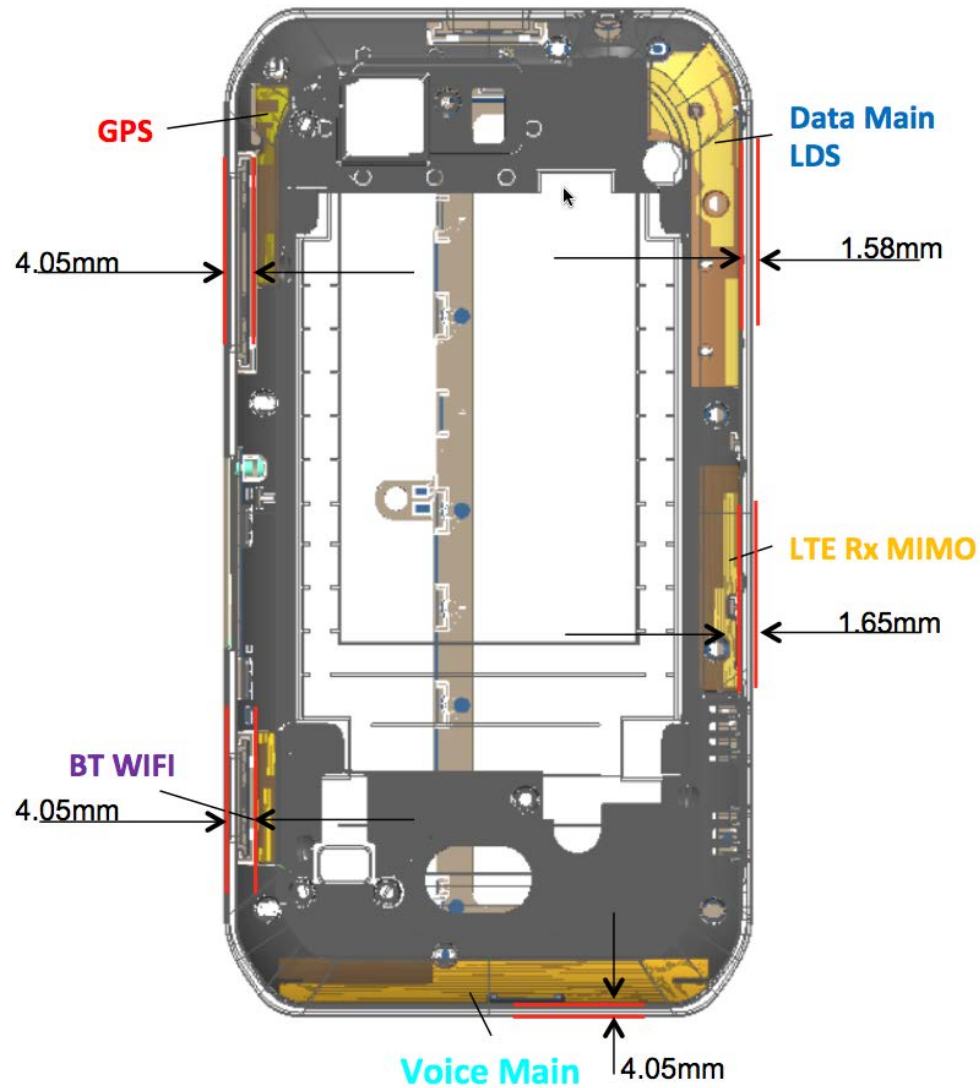 GPS
Data Main
LDS
4.05mm
1.58mm
LTE Rx MIMO
1.65mm
BT WIFI
4.05mm
Voice Main
4.05mm